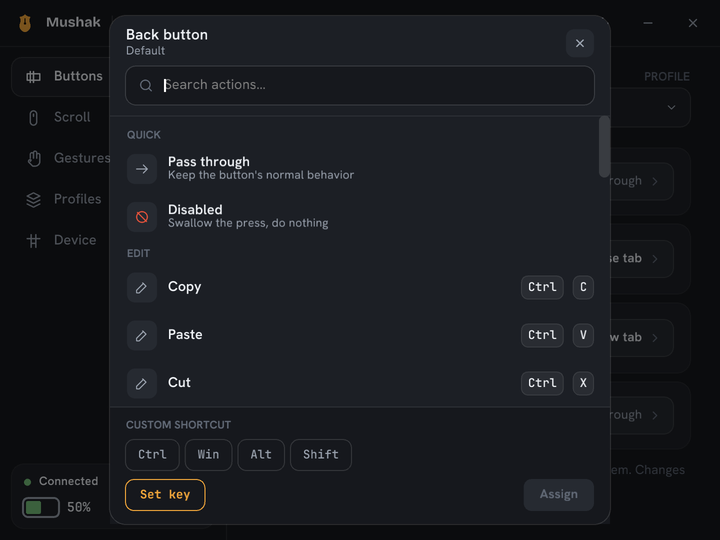 Mushak
Buttons
Scroll
Gestures
Profiles
Device
Connected
50%
PROFILE
rough
se tab
w tab
rough
em. Changes
Back button
Default
Search actions...
QUICK
Pass through
Keep the button's normal behavior
Disabled
Swallow the press, do nothing
EDIT
Copy
Ctrl C
Paste
Ctrl V
Cut
Ctrl X
CUSTOM SHORTCUT
Ctrl Win Alt Shift
Set key
Assign